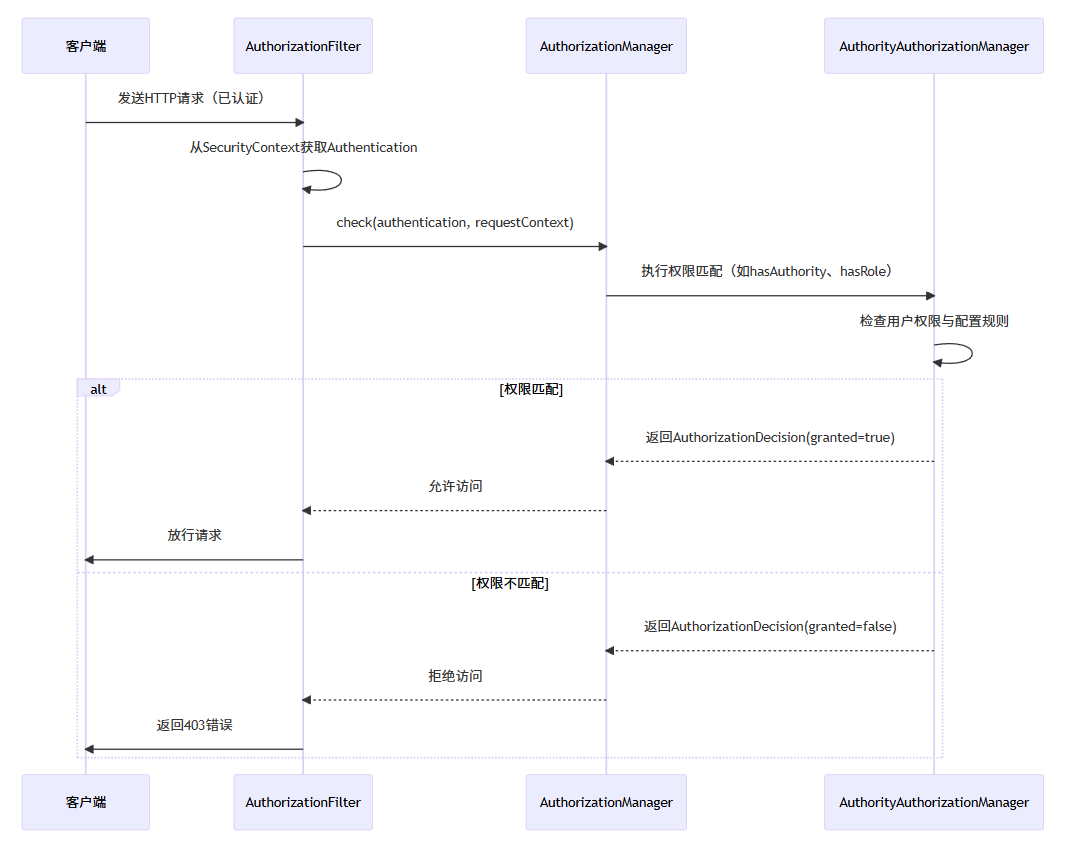 客户端
AuthorizationFilter
AuthorizationManager
AuthorityAuthorizationManager
发送HTTP请求（已认证）
从SecurityContext获取Authentication
check(authentication, requestContext)
执行权限匹配（如hasAuthority、hasRole）
检查用户权限与配置规则
alt
[权限匹配]
返回AuthorizationDecision(granted=true)
允许访问
放行请求
[权限不匹配]
返回AuthorizationDecision(granted=false)
拒绝访问
返回403错误
客户端
AuthorizationFilter
AuthorizationManager
AuthorityAuthorizationManager